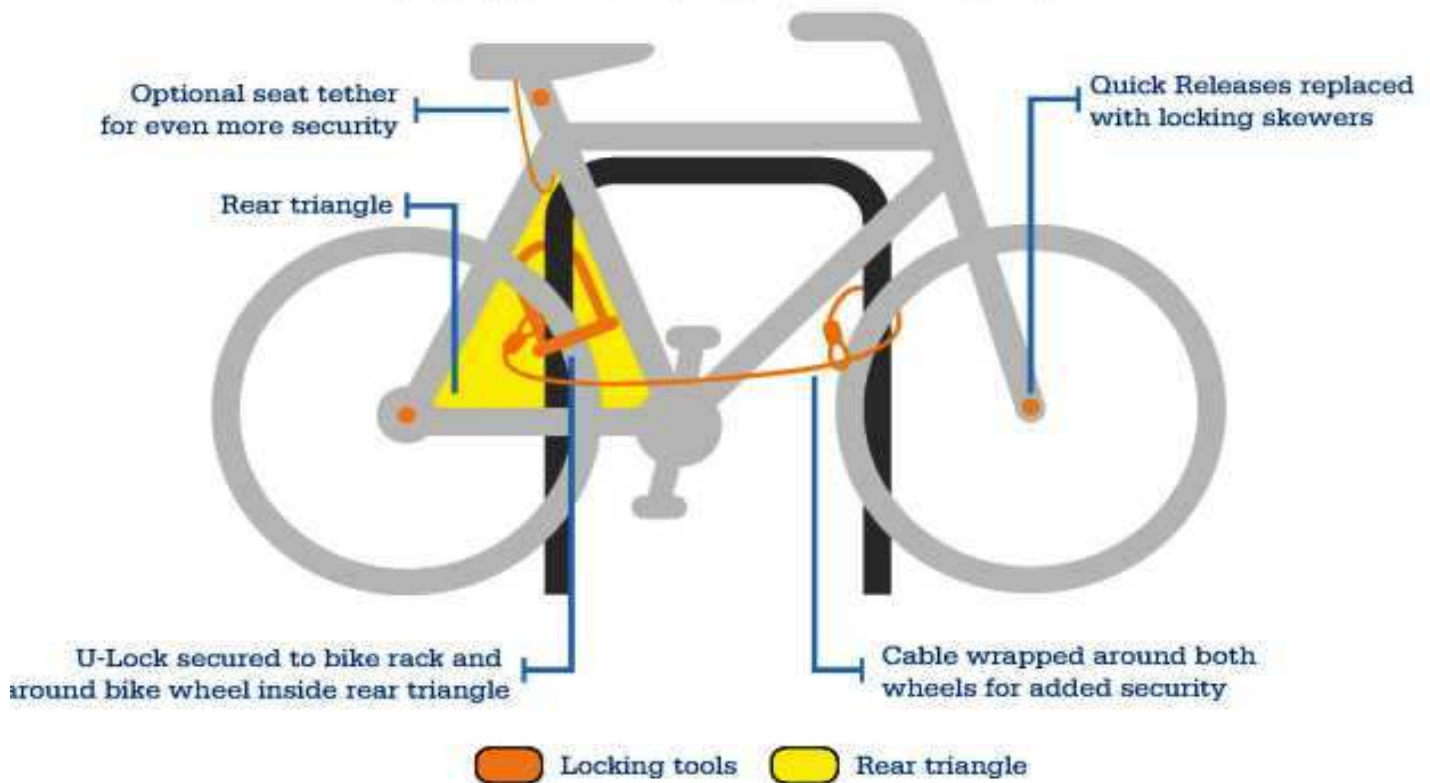 Optional seat tether
for even more security
Quick Releases replaced
with locking skewers
Rear triangle
U-Lock secured to bike rack and
around bike wheel inside rear triangle
Cable wrapped around both
wheels for added security
Locking tools
Rear triangle